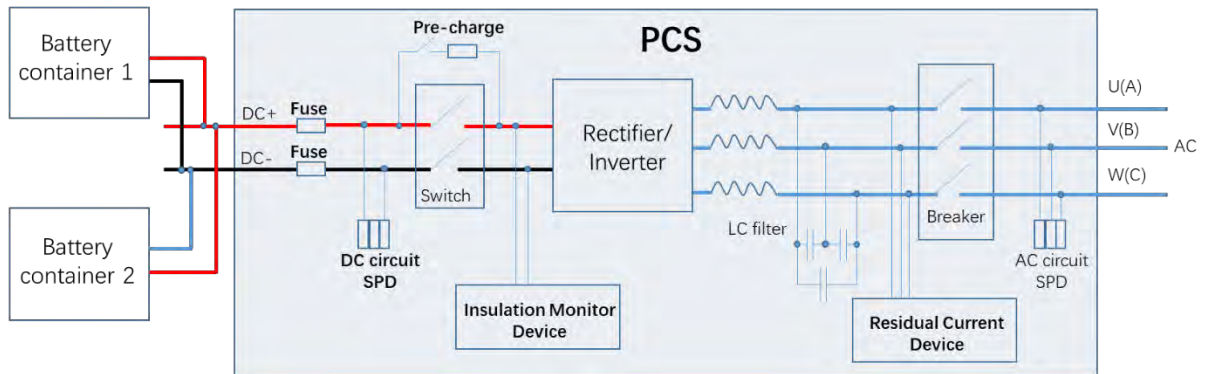 Battery
container 1
Battery
container 2
PCS
Pre-charge
DC+
Fuse
DC-
Fuse
Switch
DC circuit
SPD
Insulation Monitor
Device
Rectifier/
Inverter
LC filter
Residual Current
Device
Breaker
AC circuit
SPD
U(A)
V(B)
AC
W(C)